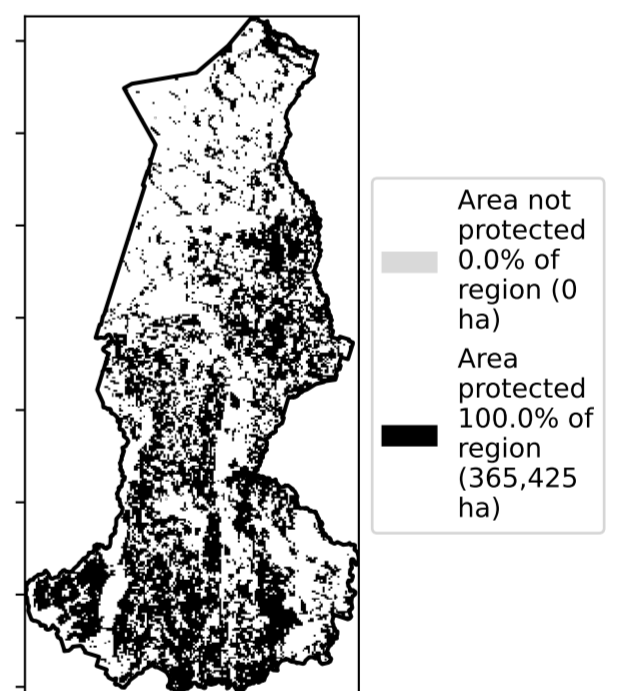 Area not
protected
0.0% of
region (0
ha)
Area
protected
100.0% of
region
(365,425
ha)